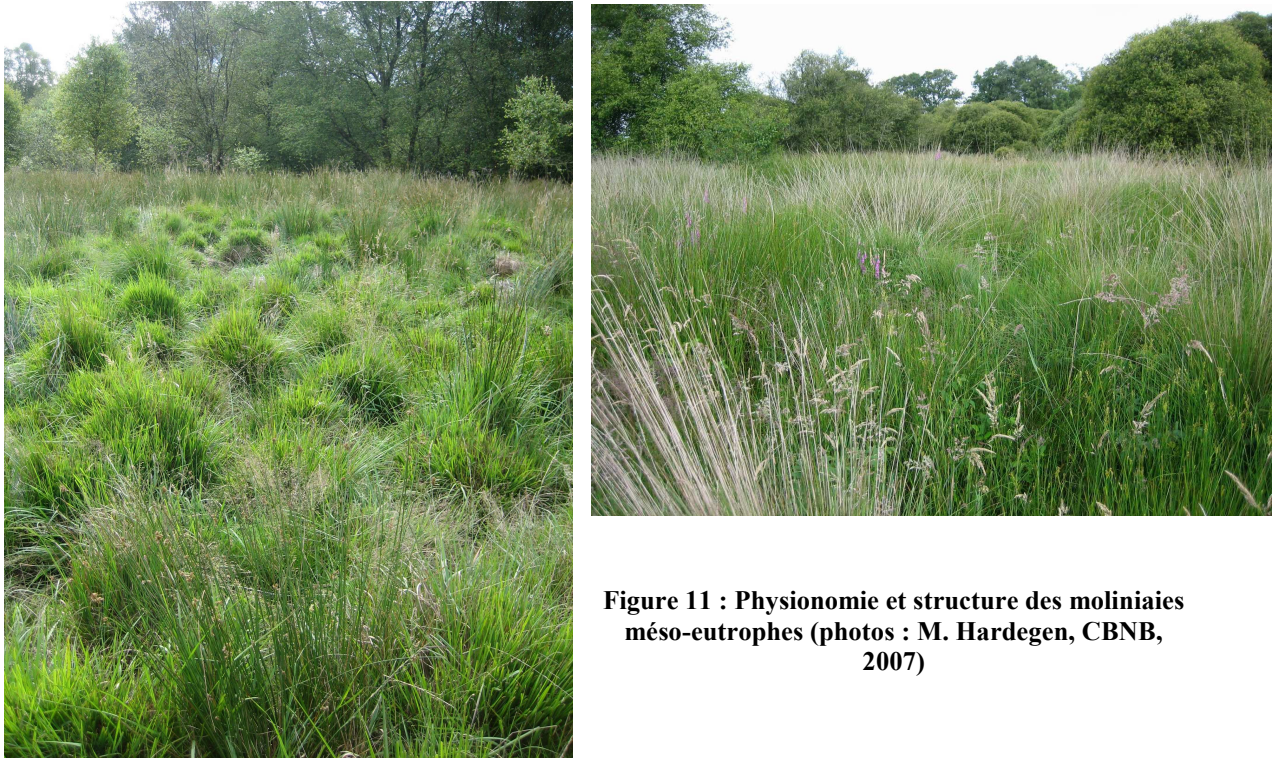 Figure 11 : Physionomie et structure des moliniaies
méso-eutrophes (photos : M. Hardegen, CBNB,
2007)